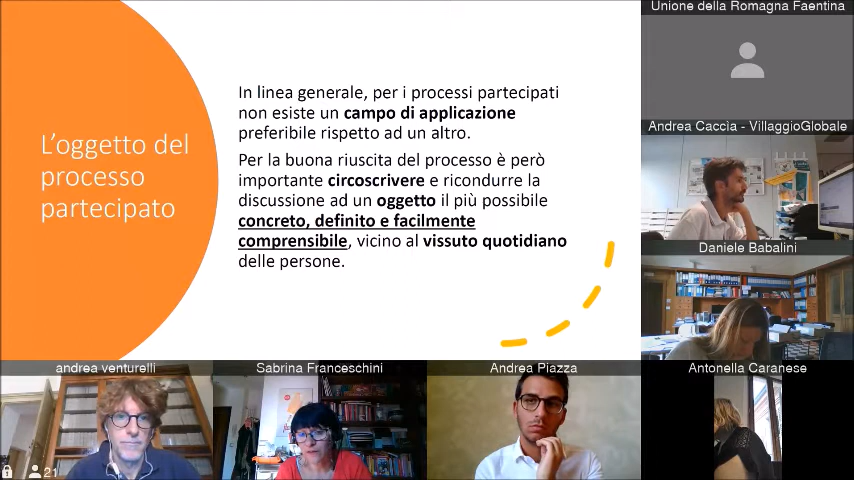 L'oggetto del
processo
partecipato
In linea generale, per i processi partecipati
non esiste un campo di applicazione
preferibile rispetto ad un altro.
Per la buona riuscita del processo è però
importante circoscrivere e ricondurre la
discussione ad un oggetto il più possibile
concreto, definito e facilmente
comprensibile, vicino al vissuto quotidiano
delle persone.
Unione della Romagna Faentina
Andrea Caccìa - VillaggioGlobale
Daniele Babalini
andrea venturelli
Sabrina Franceschini
Andrea Piazza
Antonella Caranese
21